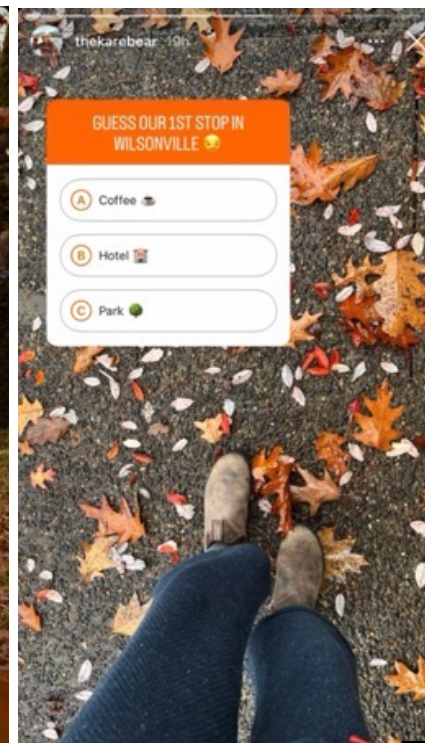 thekarebear 19h
GUESS OUR 1ST STOP IN
WILSONVILLE 😏
A Coffee ☕
B Hotel 🏨
C Park 🌳